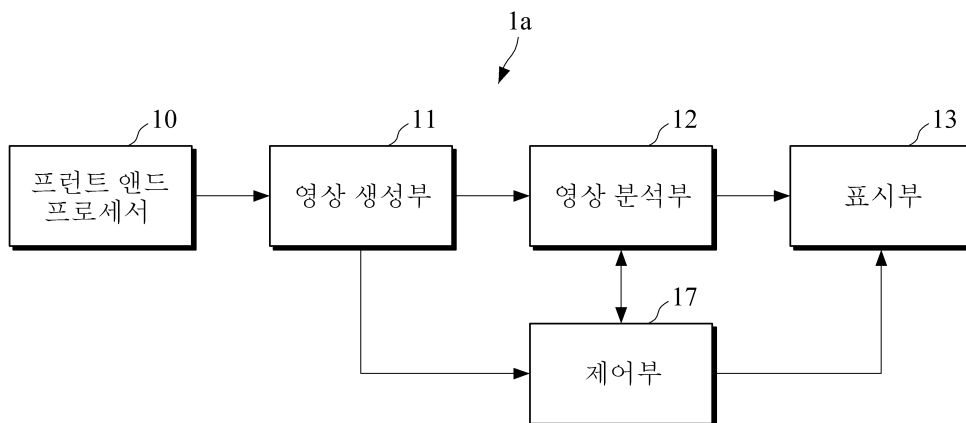 1a
10
11
12
13
프런트 앤드
프로세서
영상 생성부
영상 분석부
표시부
17
제어부